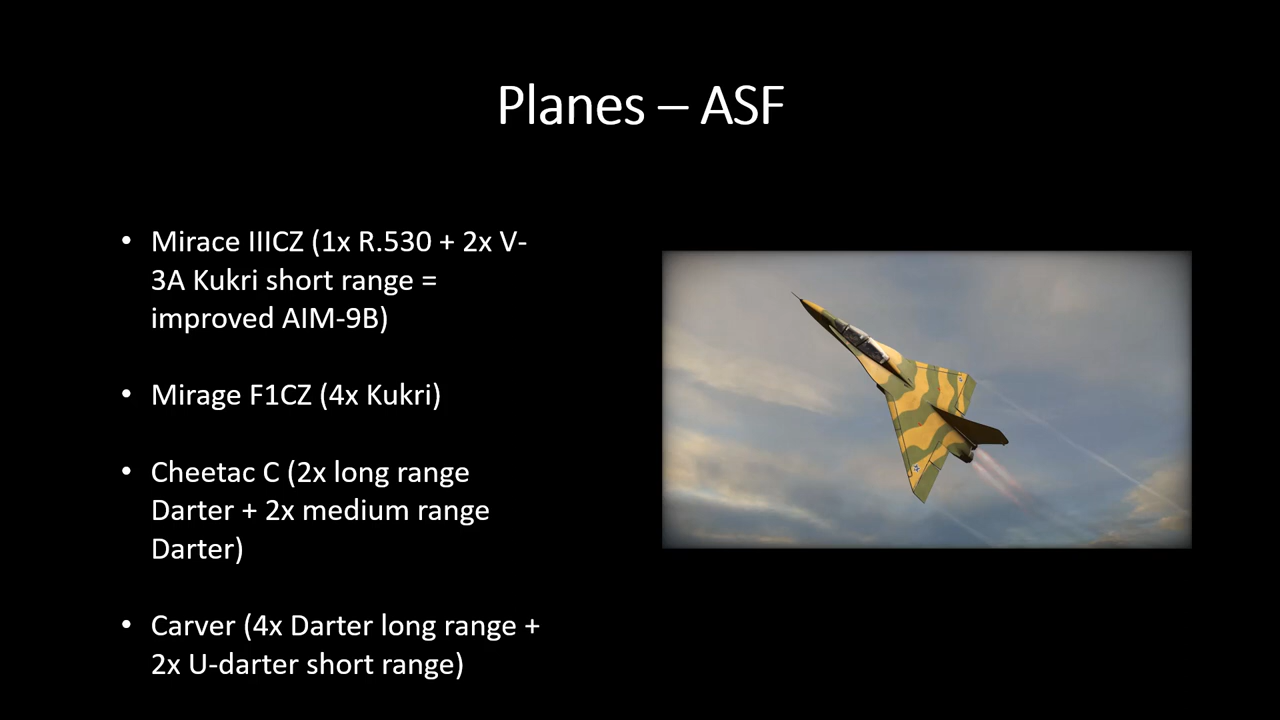 Planes – ASF
• Mirace IIICZ (1x R.530 + 2x V-
3A Kukri short range =
improved AIM-9B)
• Mirage F1CZ (4x Kukri)
• Cheetac C (2x long range
Darter + 2x medium range
Darter)
• Carver (4x Darter long range +
2x U-darter short range)